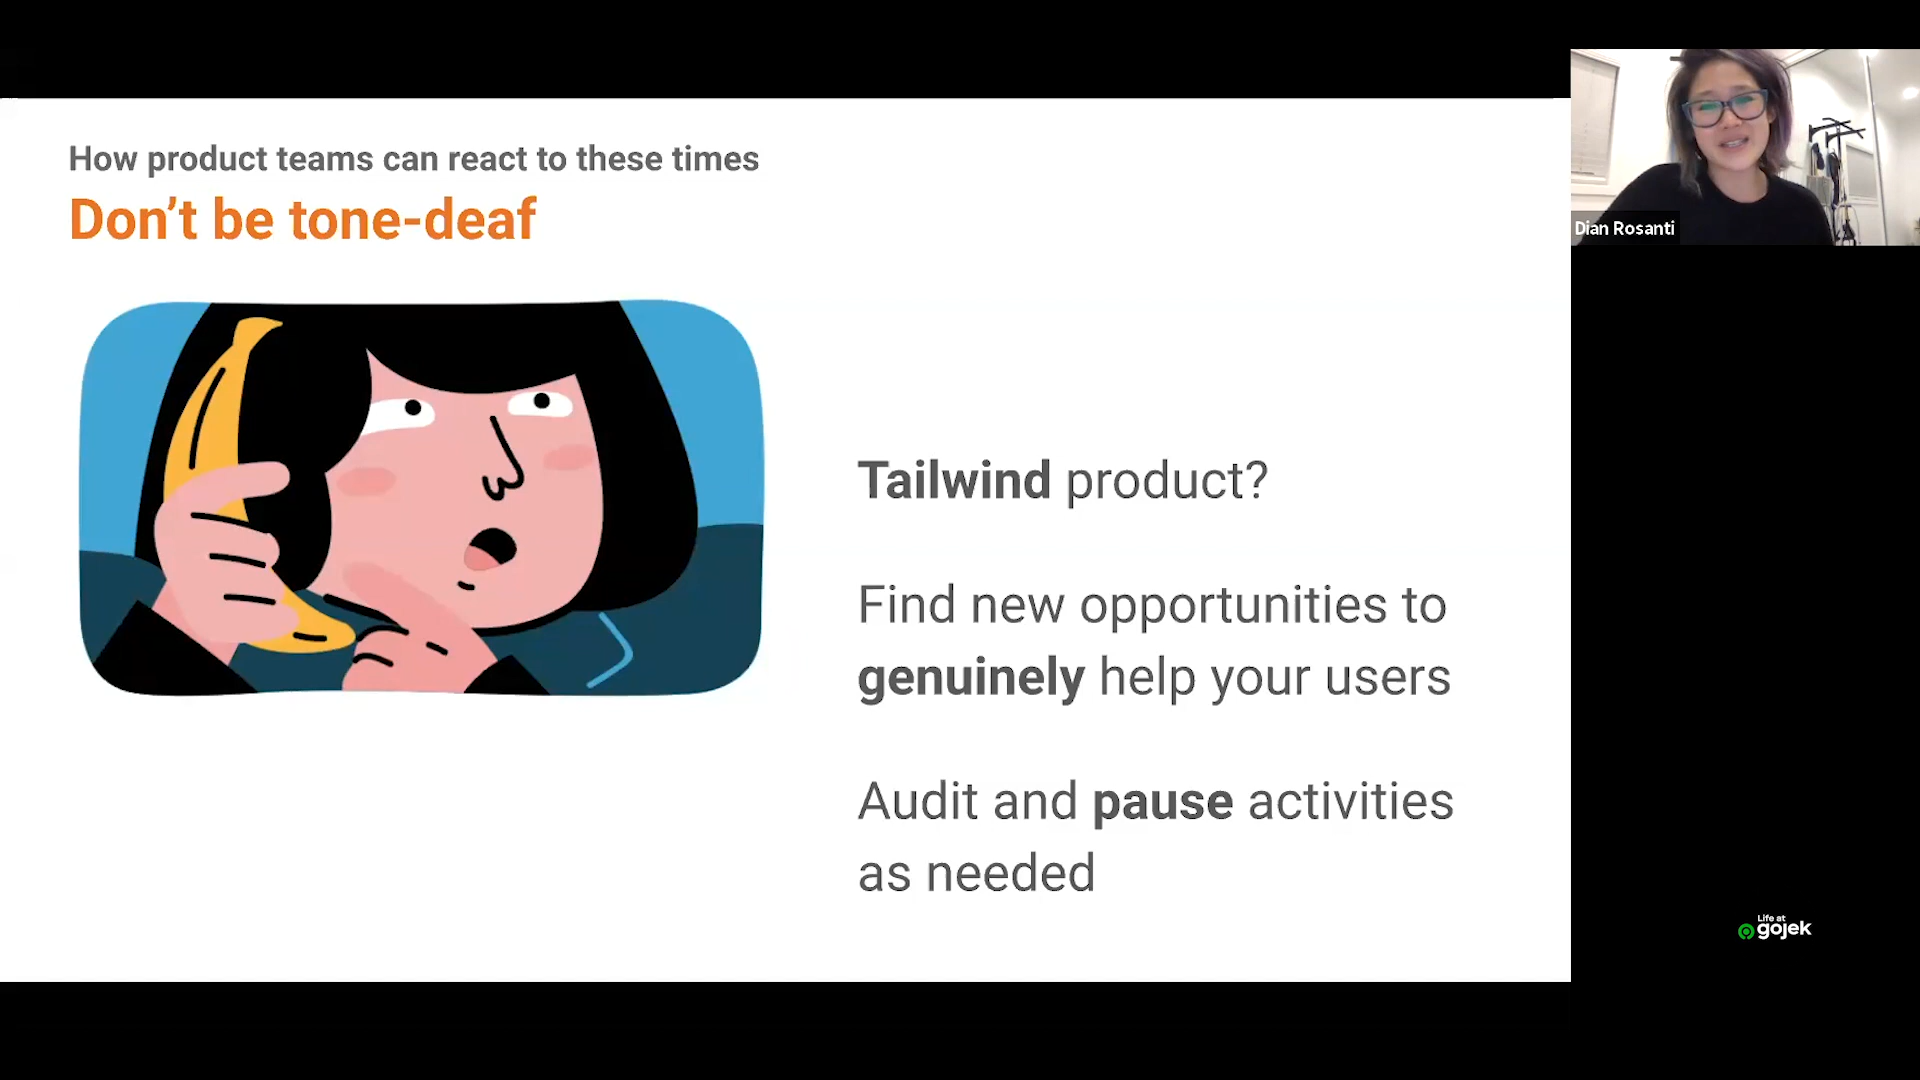 How product teams can react to these times
Don’t be tone-deaf
Tailwind product?
Find new opportunities to
genuinely help your users
Audit and pause activities
as needed
Dian Rosanti
Life at
gojek